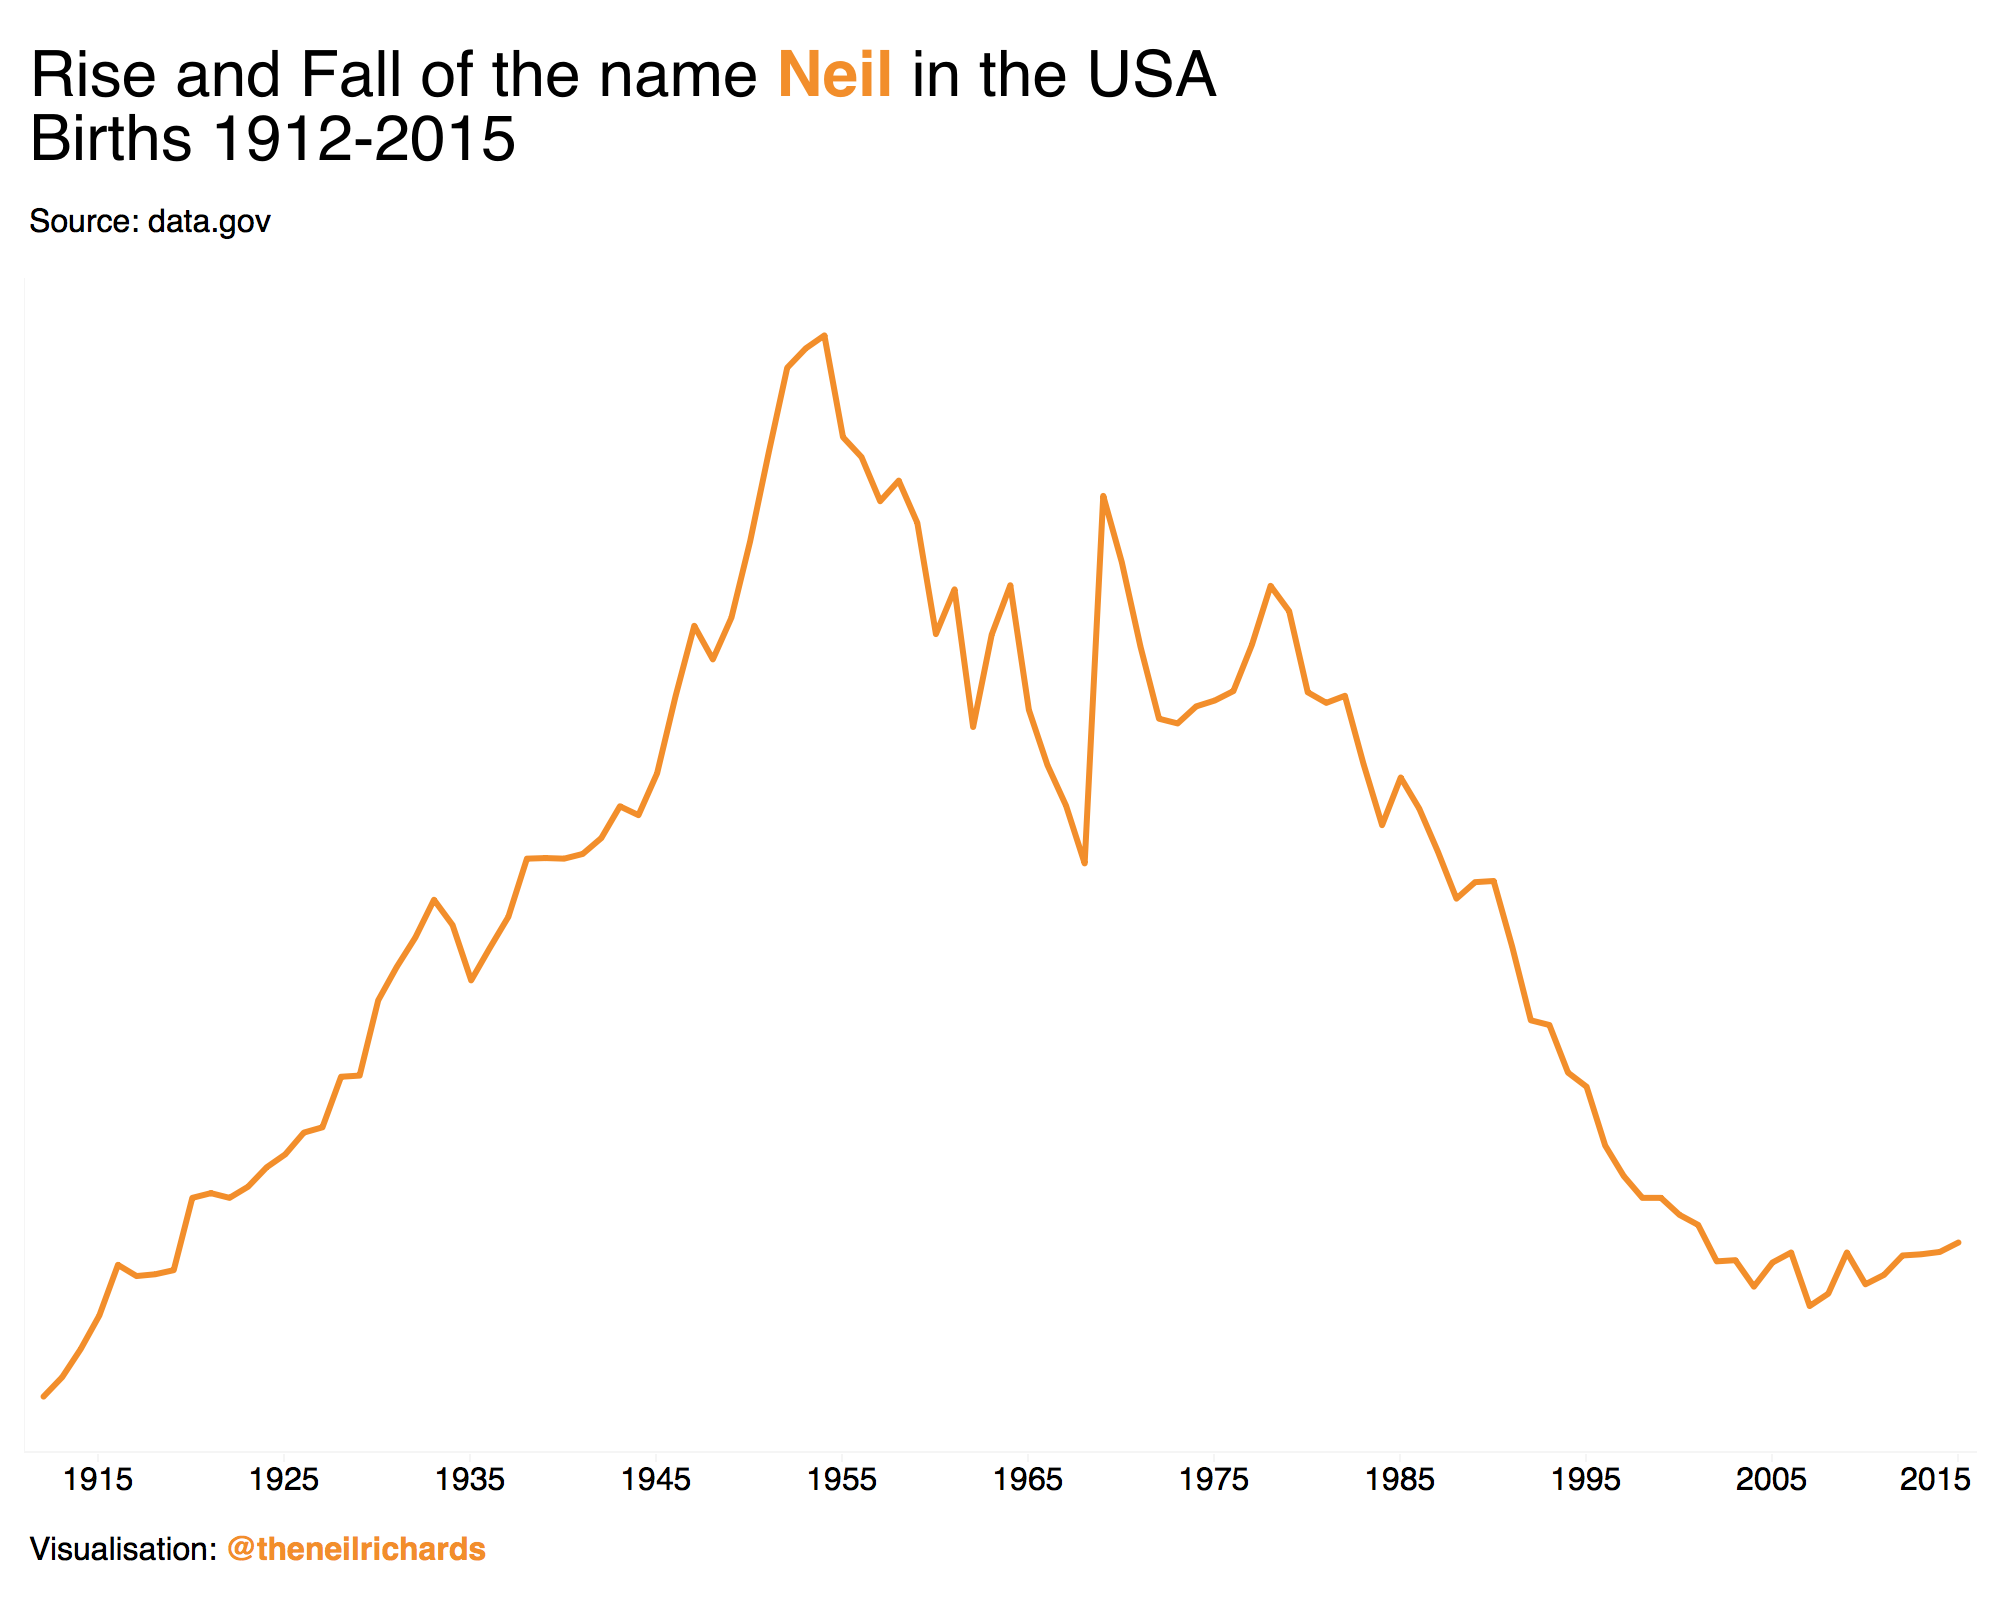 Rise and Fall of the name Neil in the USA
Births 1912-2015
Source: data.gov
1915 1925 1935 1945 1955 1965 1975 1985 1995 2005 2015
Visualisation: @theneilrichards